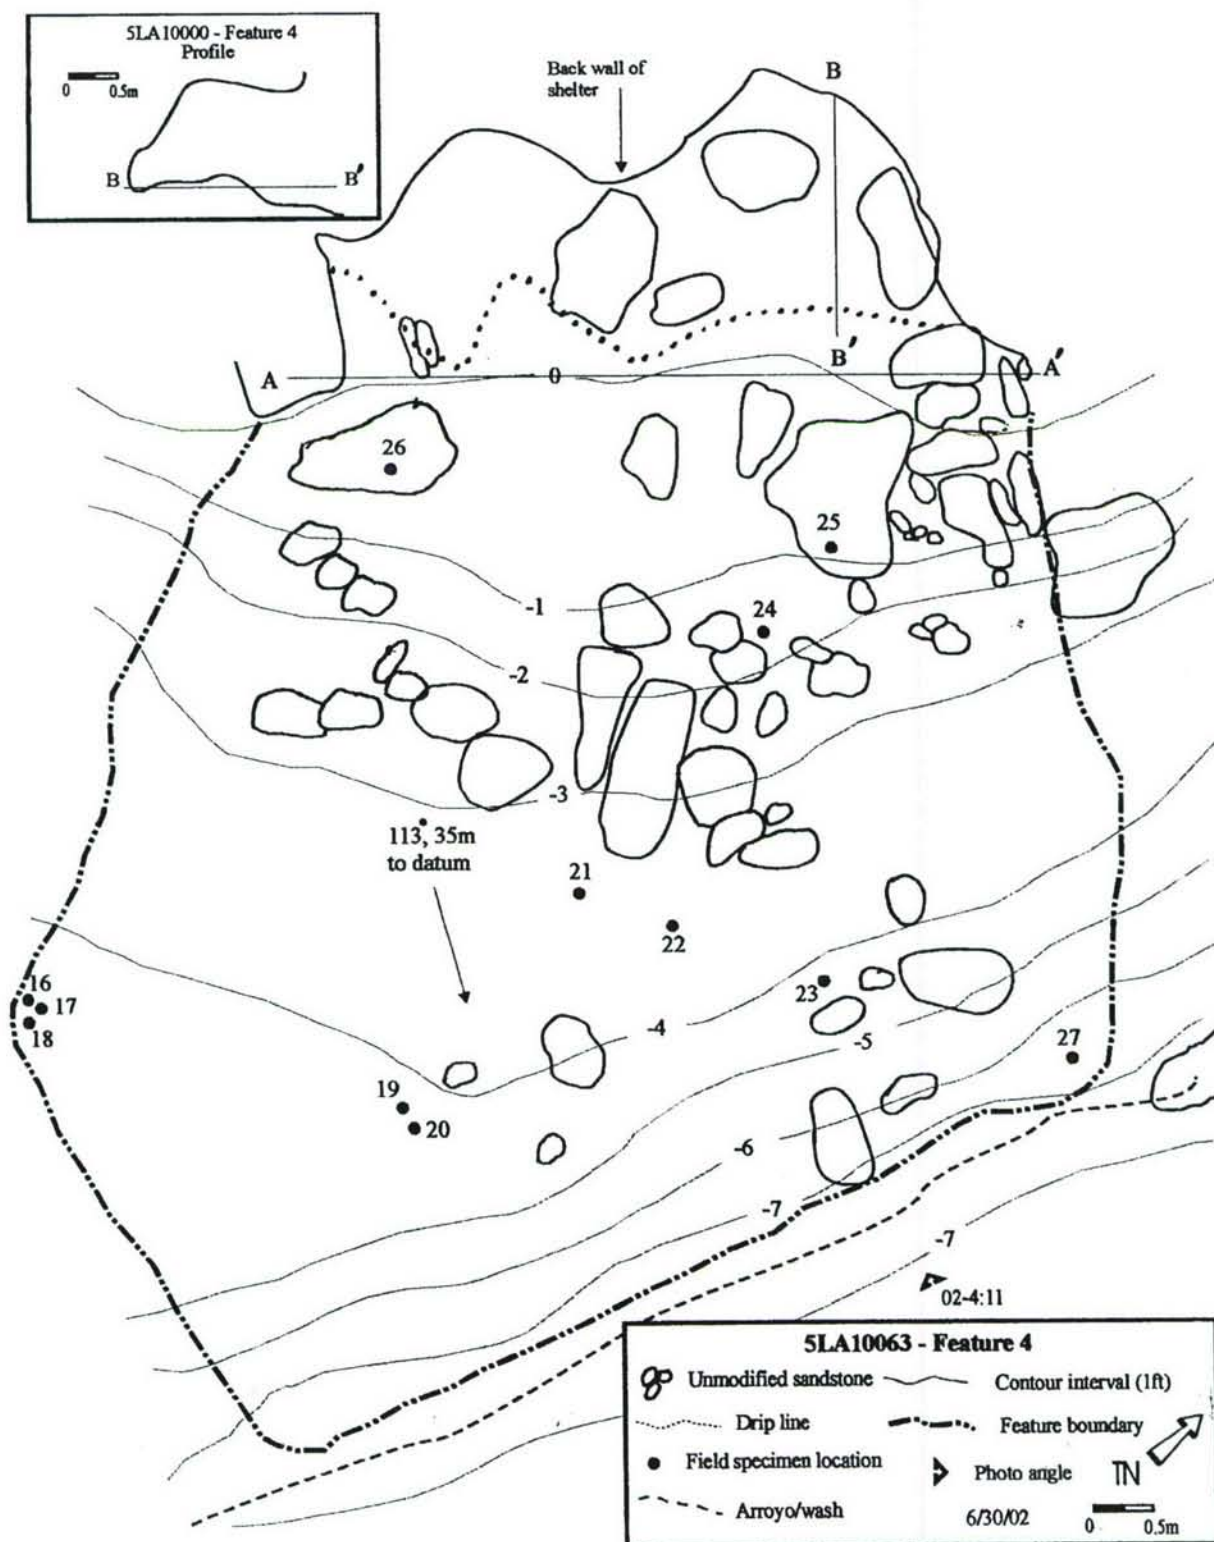 5LA10000 - Feature 4
Profile
0 0.5m
B B'
Back wall of
shelter
B
B'
A 0 A'
26
25
-1
24
-2
-3
113, 35m
to datum
21
22
16
17
18
23
-4
-5
27
19
20
-6
-7
-7
02-4:11
5LA10063 - Feature 4
Unmodified sandstone Contour interval (1ft)
Drip line Feature boundary
Field specimen location Photo angle TN
Arroyo/wash 6/30/02 0 0.5m